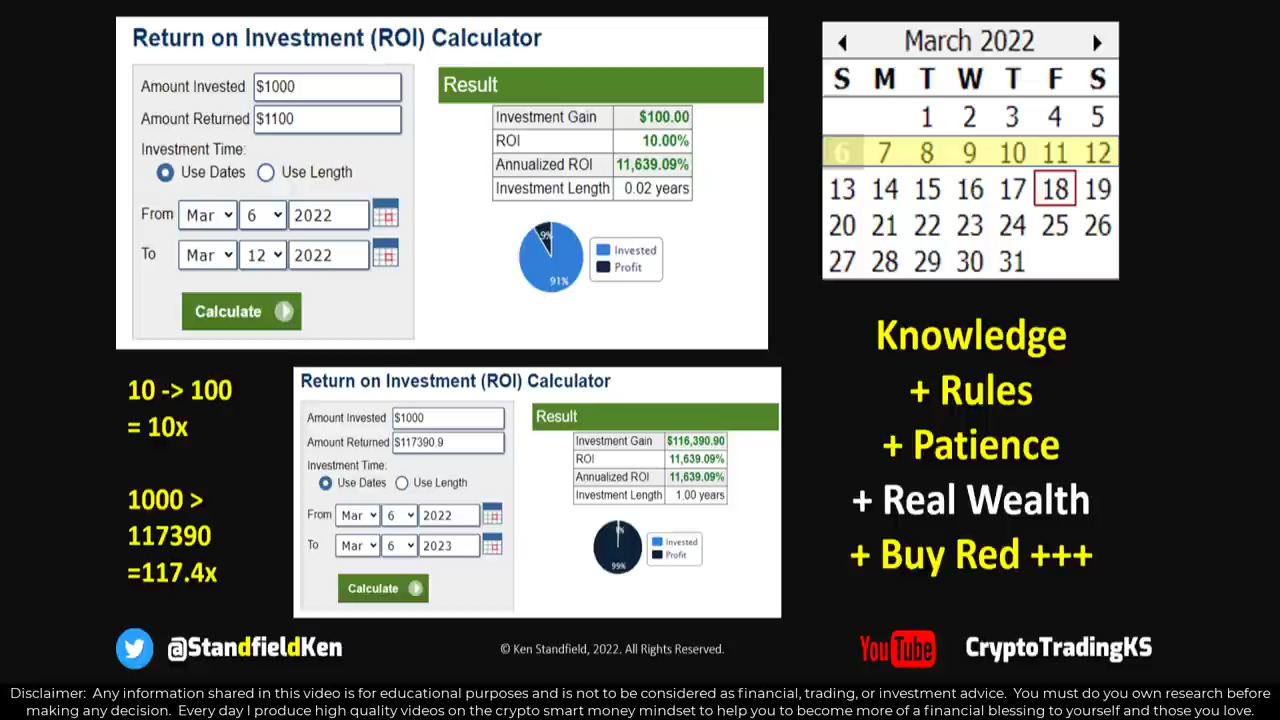 Return on Investment (ROI) Calculator
Amount Invested $1000
Amount Returned $1100
Investment Time:
Use Dates Use Length
From Mar 6 2022
To Mar 12 2022
Calculate
Result
Investment Gain $100.00
ROI 10.00%
Annualized ROI 11,639.09%
Investment Length 0.02 years
9%
91%
Invested
Profit
March 2022
S M T W T F S
1 2 3 4 5
6 7 8 9 10 11 12
13 14 15 16 17 18 19
20 21 22 23 24 25 26
27 28 29 30 31
10 -> 100
= 10x
1000 >
117390
=117.4x
Return on Investment (ROI) Calculator
Amount Invested $1000
Amount Returned $117390.9
Investment Time:
Use Dates Use Length
From Mar 6 2022
To Mar 6 2023
Calculate
Result
Investment Gain $116,390.90
ROI 11,639.09%
Annualized ROI 11,639.09%
Investment Length 1.00 years
99%
Invested
Profit
Knowledge
+ Rules
+ Patience
+ Real Wealth
+ Buy Red +++
@StandfieldKen
© Ken Standfield, 2022. All Rights Reserved.
YouTube CryptoTradingKS
Disclaimer: Any information shared in this video is for educational purposes and is not to be considered as financial, trading, or investment advice. You must do you own research before
making any decision. Every day I produce high quality videos on the crypto smart money mindset to help you to become more of a financial blessing to yourself and those you love.